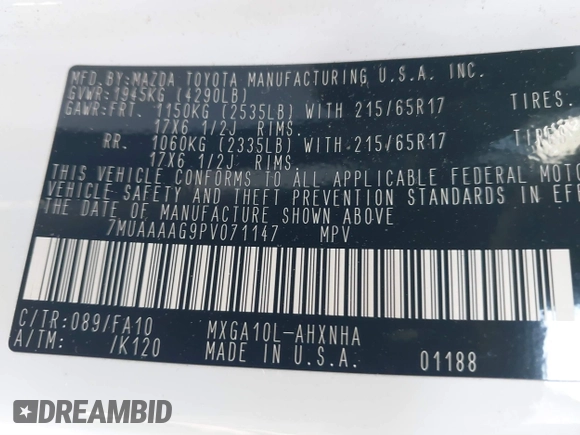 MFD.BY:MAZDA TOYOTA MANUFACTURING U.S.A. INC.
GVWR:1945KG (4290LB)
GAWR:FRT. 1150KG (2535LB) WITH 215/65R17 TIRES.
17X6 1/2J RIMS.
RR. 1060KG (2335LB) WITH 215/65R17 TIRES.
17X6 1/2J RIMS.
THIS VEHICLE CONFORMS TO ALL APPLICABLE FEDERAL MOTO
VEHICLE SAFETY AND THEFT PREVENTION STANDARDS IN EFF
THE DATE OF MANUFACTURE SHOWN ABOVE
7MUAAAAG9PV071147 MPV
C/TR:089/FA10 MXGA10L-AHXNHA
A/TM: /K120 MADE IN U.S.A. 01188
DREAMBID